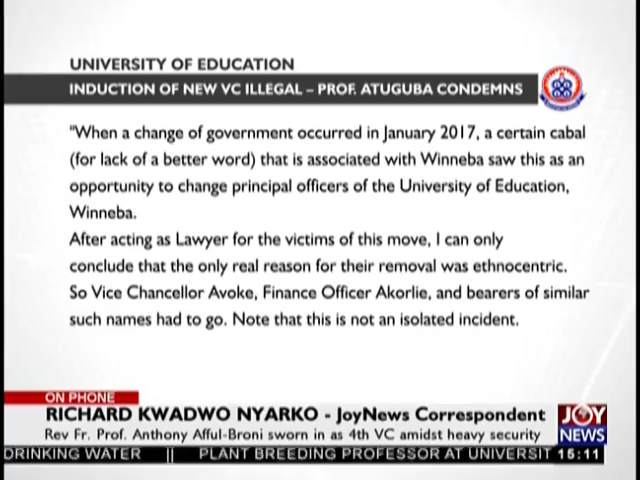 UNIVERSITY OF EDUCATION
INDUCTION OF NEW VC ILLEGAL – PROF. ATUGUBA CONDEMNS
"When a change of government occurred in January 2017, a certain cabal
(for lack of a better word) that is associated with Winneba saw this as an
opportunity to change principal officers of the University of Education,
Winneba.
After acting as Lawyer for the victims of this move, I can only
conclude that the only real reason for their removal was ethnocentric.
So Vice Chancellor Avoke, Finance Officer Akorlie, and bearers of similar
such names had to go. Note that this is not an isolated incident.
ON PHONE
RICHARD KWADWO NYARKO - JoyNews Correspondent
Rev Fr. Prof. Anthony Afful-Broni sworn in as 4th VC amidst heavy security
JOY
NEWS
DRINKING WATER || PLANT BREEDING PROFESSOR AT UNIVERSIT 15:11